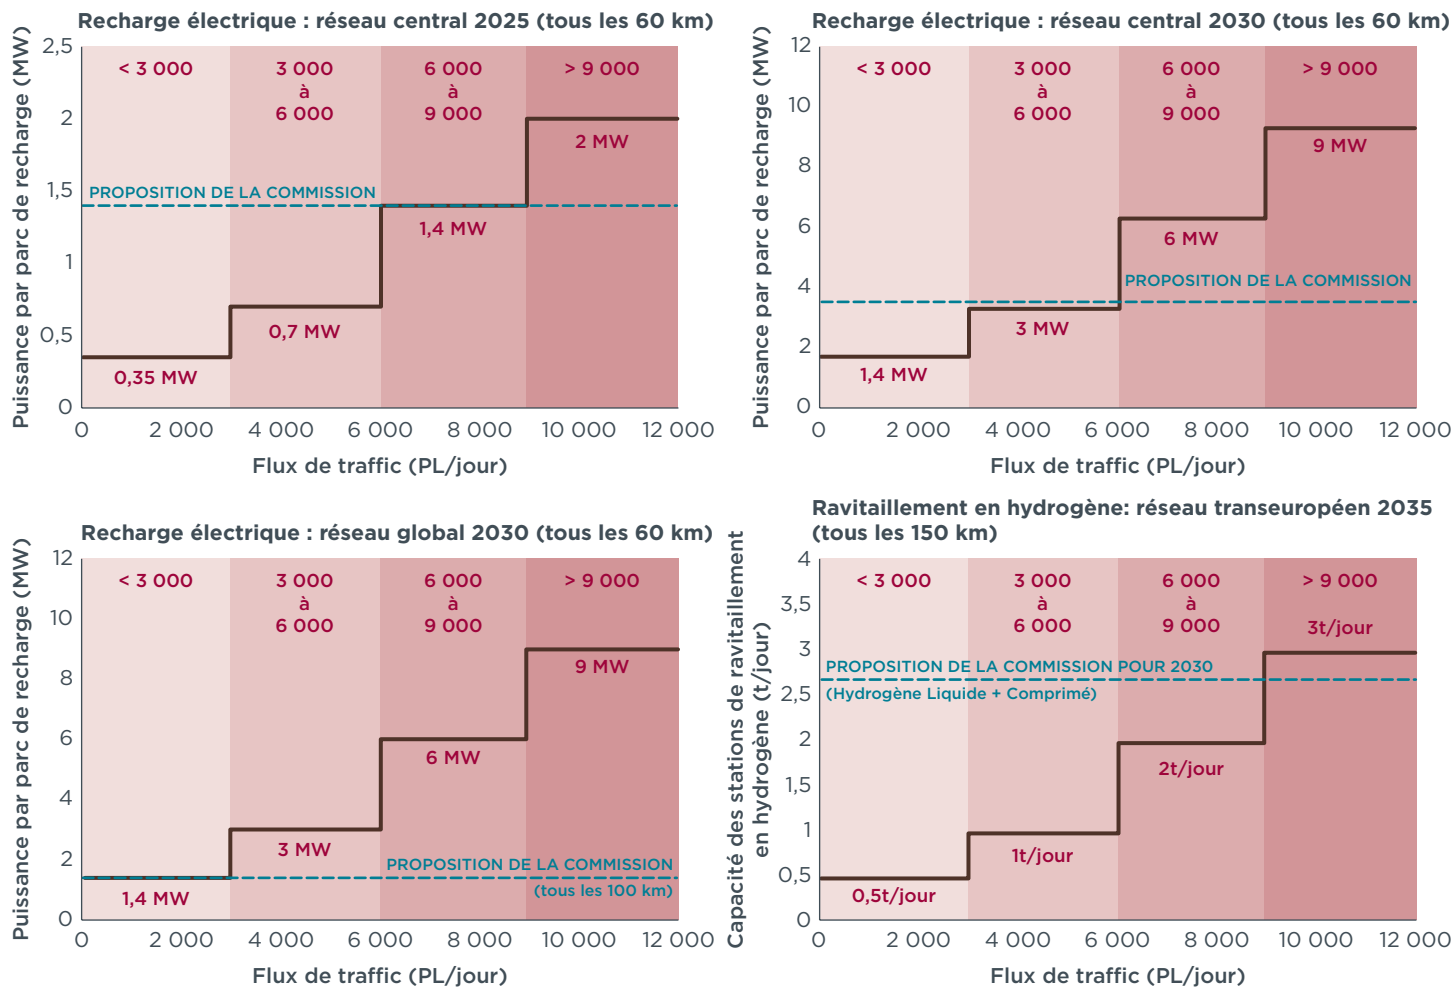 Recharge électrique : réseau central 2025 (tous les 60 km)
Puissance par parc de recharge (MW)
2,5
2
1,5
1
0,5
0
< 3 000
3 000
à
6 000
6 000
à
9 000
> 9 000
2 MW
PROPOSITION DE LA COMMISSION
1,4 MW
0,7 MW
0,35 MW
0
2 000
4 000
6 000
8 000
10 000
12 000
Flux de traffic (PL/jour)
Recharge électrique : réseau central 2030 (tous les 60 km)
Puissance par parc de recharge (MW)
12
10
8
6
4
2
0
< 3 000
3 000
à
6 000
6 000
à
9 000
> 9 000
9 MW
6 MW
PROPOSITION DE LA COMMISSION
3 MW
1,4 MW
0
2 000
4 000
6 000
8 000
10 000
12 000
Flux de traffic (PL/jour)
Recharge électrique : réseau global 2030 (tous les 60 km)
Puissance par parc de recharge (MW)
12
10
8
6
4
2
0
< 3 000
3 000
à
6 000
6 000
à
9 000
> 9 000
9 MW
6 MW
3 MW
PROPOSITION DE LA COMMISSION
(tous les 100 km)
1,4 MW
0
2 000
4 000
6 000
8 000
10 000
12 000
Flux de traffic (PL/jour)
Ravitaillement en hydrogène: réseau transeuropéen 2035
(tous les 150 km)
Capacité des stations de ravitaillement
en hydrogène (t/jour)
4
3,5
3
2,5
2
1,5
1
0,5
0
< 3 000
3 000
à
6 000
6 000
à
9 000
> 9 000
3t/jour
PROPOSITION DE LA COMMISSION POUR 2030
(Hydrogène Liquide + Comprimé)
2t/jour
1t/jour
0,5t/jour
0
2 000
4 000
6 000
8 000
10 000
12 000
Flux de traffic (PL/jour)